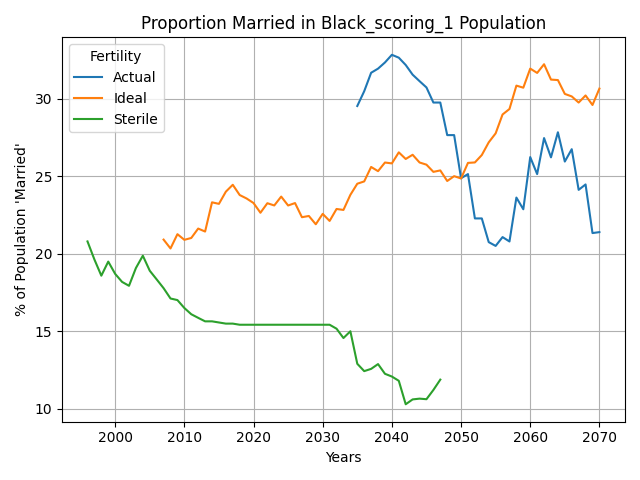 Proportion Married in Black_scoring_1 Population
% of Population 'Married'
Fertility
Actual
Ideal
Sterile
30
25
20
15
10
2000 2010 2020 2030 2040 2050 2060 2070
Years